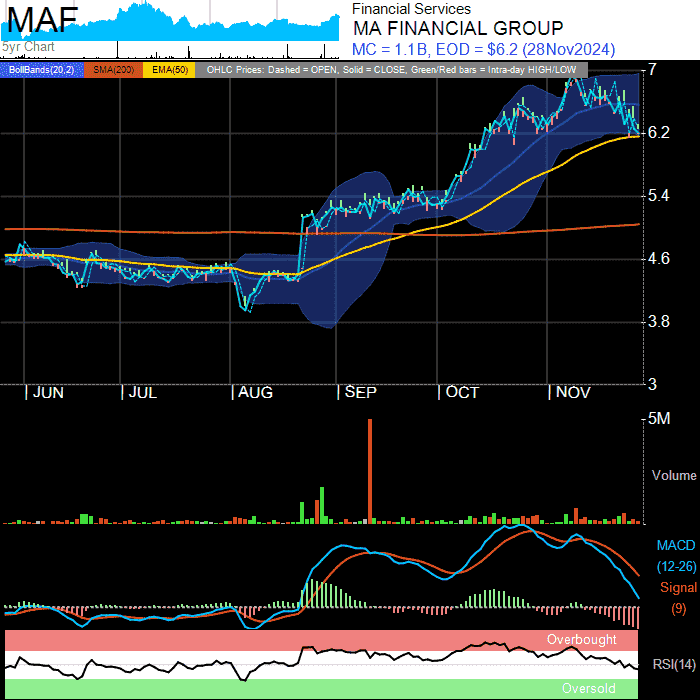 MAF
5yr Chart
Financial Services
MA FINANCIAL GROUP
MC = 1.1B, EOD = $6.2 (28Nov2024)
BollBands(20,2) SMA(200) EMA(50) OHLC Prices: Dashed = OPEN, Solid = CLOSE, Green/Red bars = Intra-day HIGH/LOW
7
6.2
5.4
4.6
3.8
3
| JUN | JUL | AUG | SEP | OCT | NOV
5M
Volume
MACD
(12-26)
Signal
(9)
Overbought
RSI(14)
Oversold